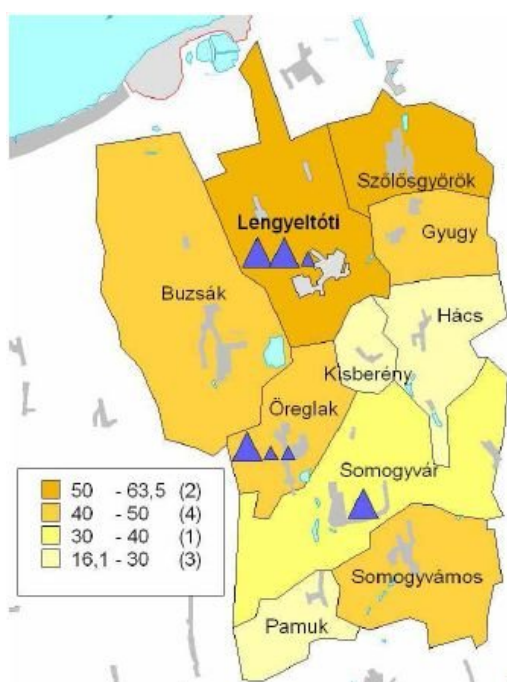 Szőlősgyörök
Lengyeltóti
Gyugy
Buzsák
Hács
Kisberény
Öreglak
Somogyvár
50 - 63,5 (2)
40 - 50 (4)
30 - 40 (1)
16,1 - 30 (3)
Somogyvámos
Pamuk